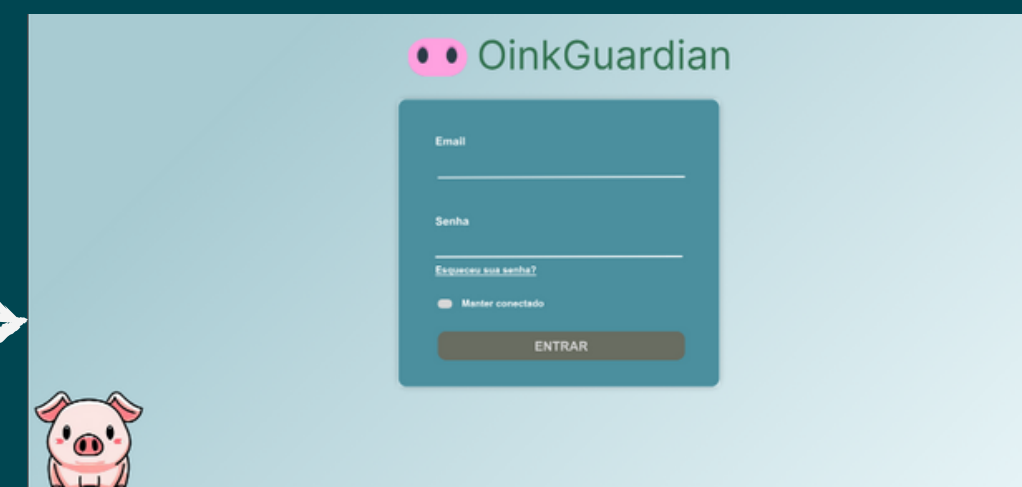 OinkGuardian
Email
Senha
Esqueceu sua senha?
Manter conectado
ENTRAR